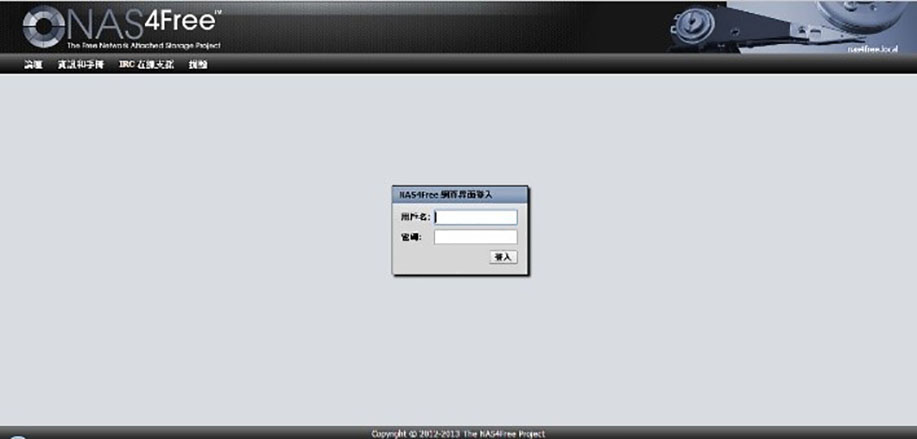 NAS4Free™
The Free Network Attached Storage Project
nas4free.local
論壇 資訊和手冊 IRC 在線支援 捐贈
NAS4Free 網頁界面登入
用戶名:
密碼:
登入
Copyright © 2012-2013 The NAS4Free Project